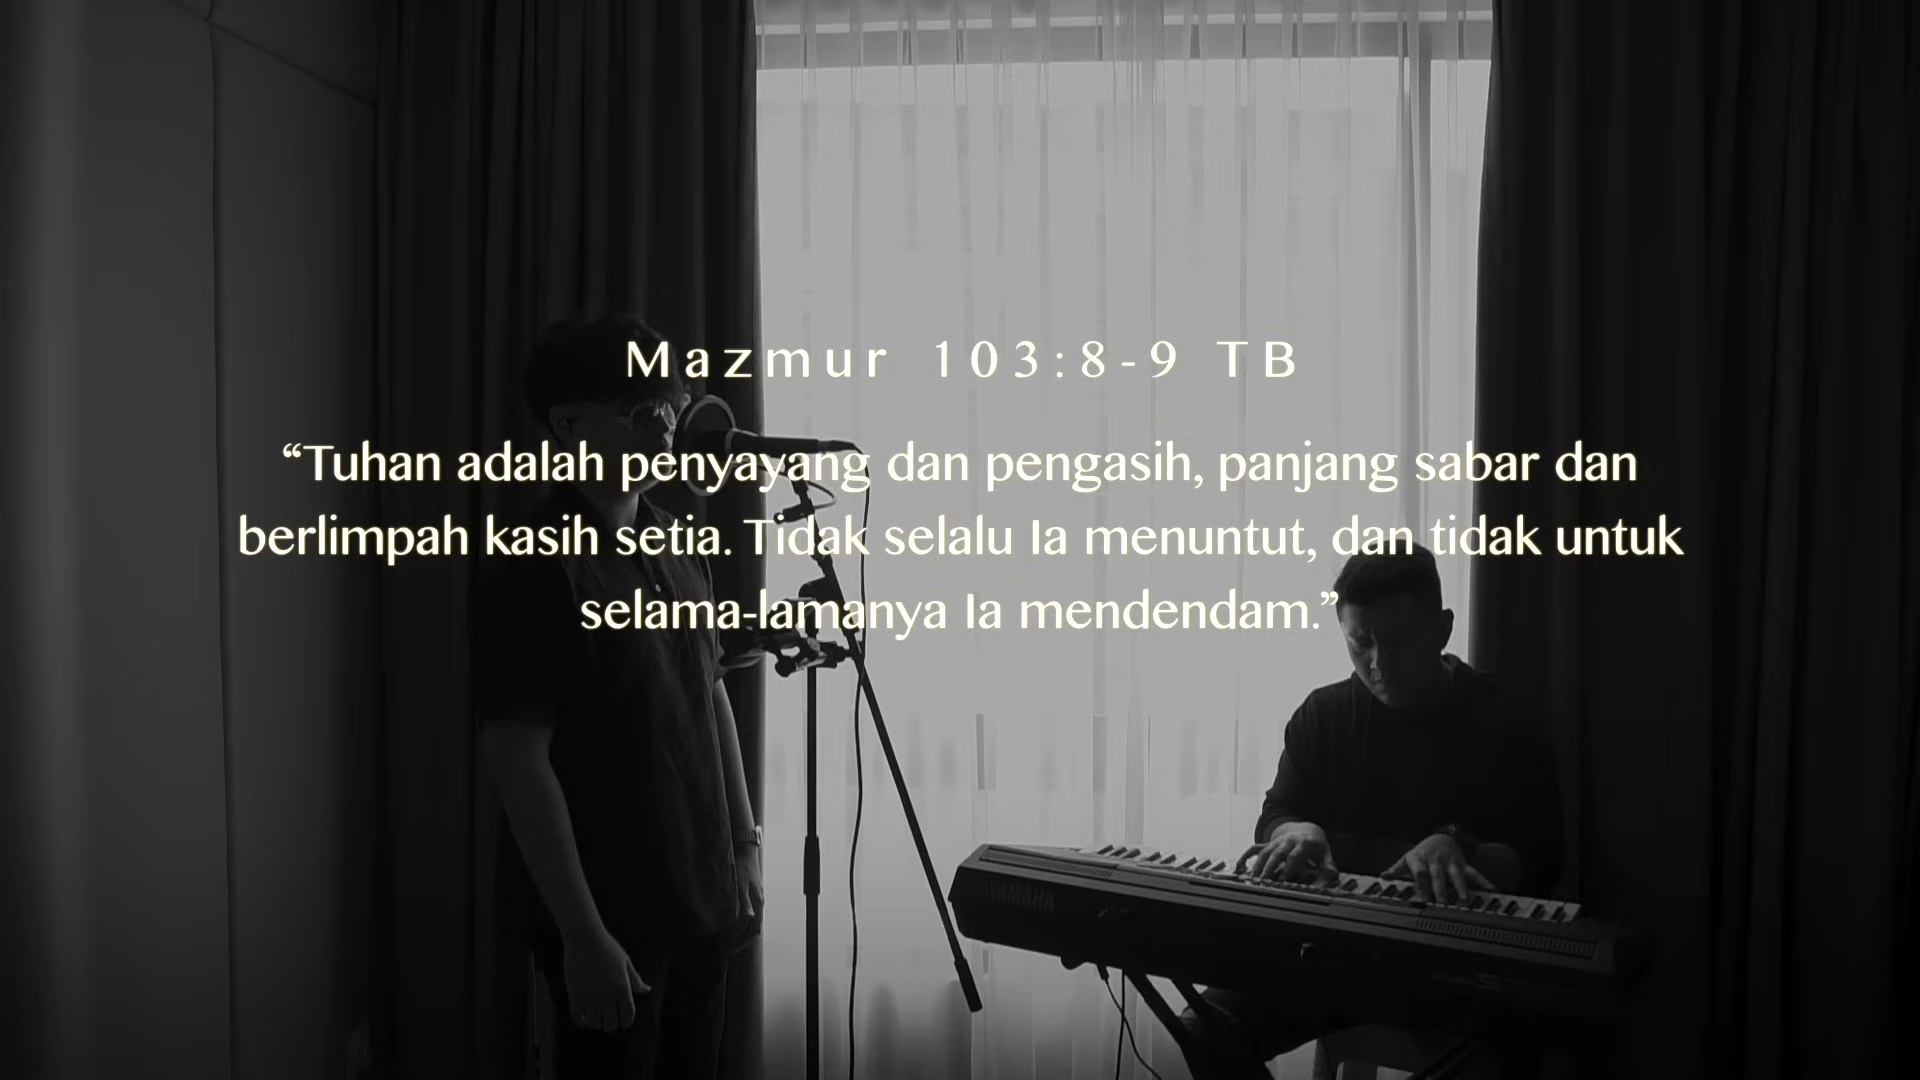 Mazmur 103:8-9 TB
“Tuhan adalah penyayang dan pengasih, panjang sabar dan
berlimpah kasih setia. Tidak selalu Ia menuntut, dan tidak untuk
selama-lamanya Ia mendendam.”
YAMAHA